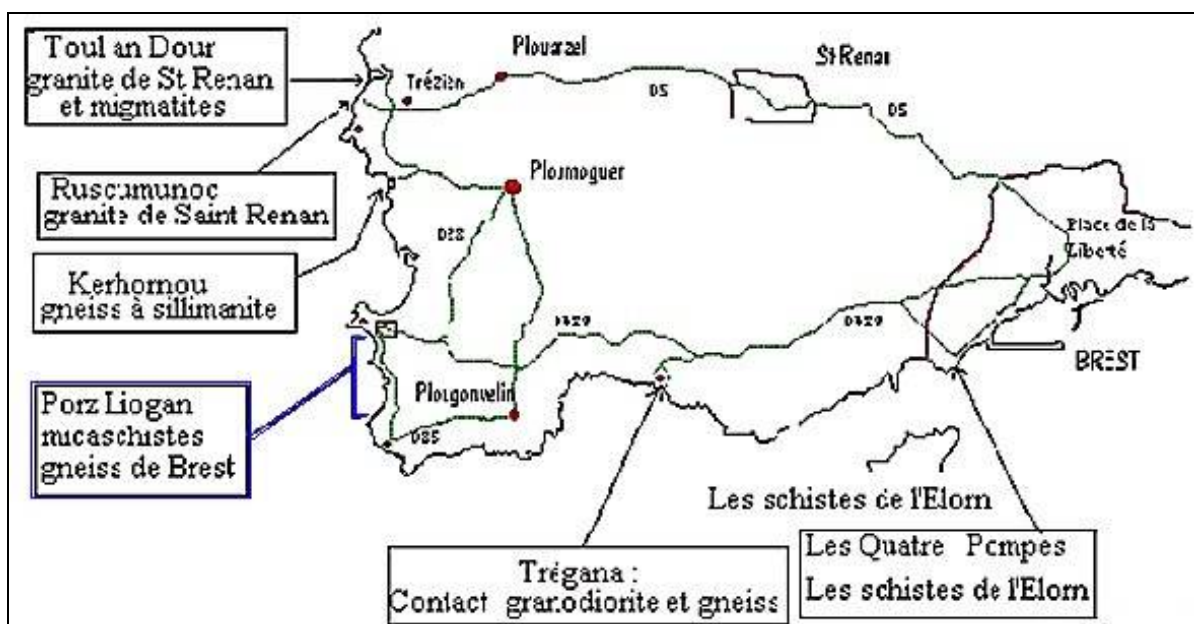 Toul an Dour
granite de St Renan
et migmatites
Trézien
Plouarzel
D5
St Renan
D5
Ruscumunoc
granite de Saint Renan
Ploumoguer
D28
Place de la
Liberté
Kerhornou
gneiss à sillimanite
D789
D789
BREST
Porz Liogan
micaschistes
gneiss de Brest
Plougonvelin
D85
Les schistes de l'Elorn
Trégana :
Contact granodiorite et gneiss
Les Quatre Pompes
Les schistes de l'Elorn